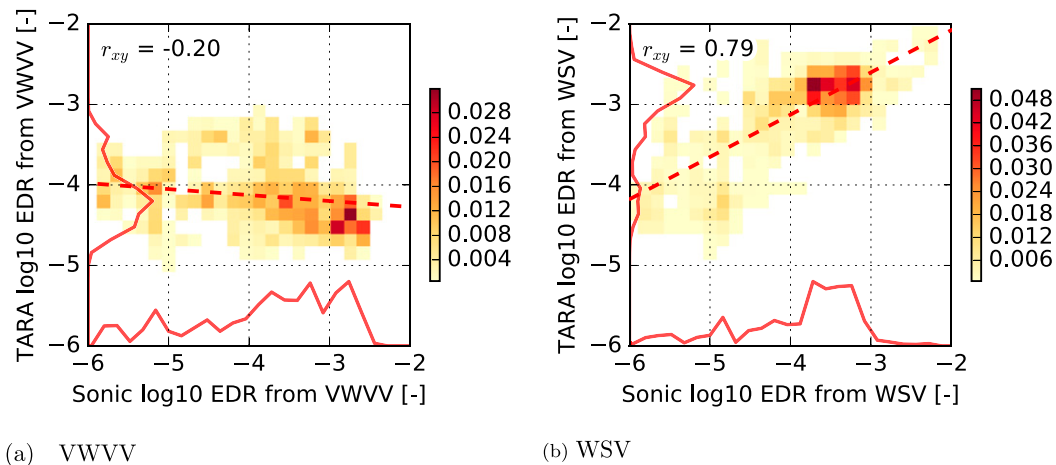 r_xy = -0.20
TARA log10 EDR from VWVV [-]
−2
−3
−4
−5
−6
−6 −5 −4 −3 −2
Sonic log10 EDR from VWVV [-]
0.028
0.024
0.020
0.016
0.012
0.008
0.004
(a) VWVV
r_xy = 0.79
TARA log10 EDR from WSV [-]
−2
−3
−4
−5
−6
−6 −5 −4 −3 −2
Sonic log10 EDR from WSV [-]
0.048
0.042
0.036
0.030
0.024
0.018
0.012
0.006
(b) WSV